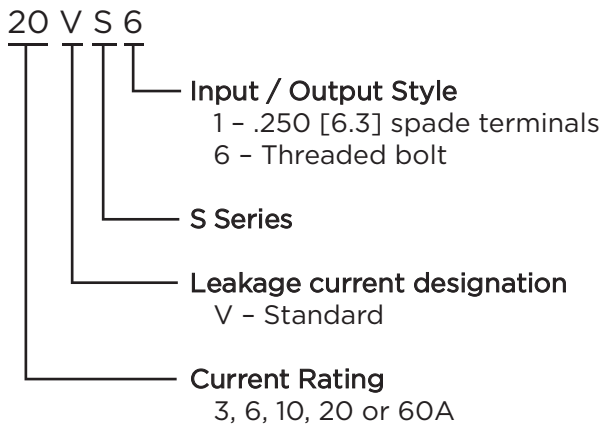 20 V S 6
Input / Output Style
1 – .250 [6.3] spade terminals
6 – Threaded bolt
S Series
Leakage current designation
V – Standard
Current Rating
3, 6, 10, 20 or 60A